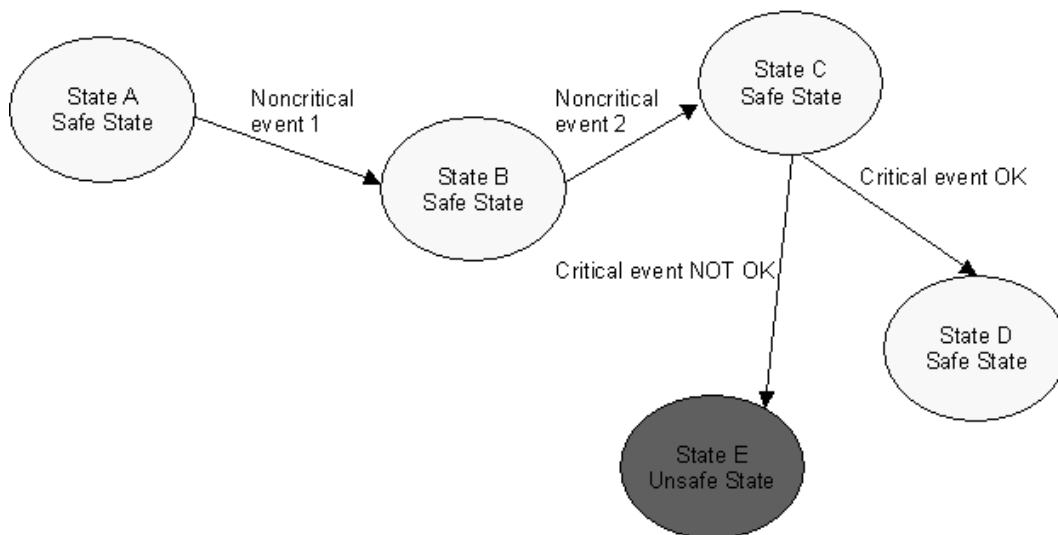 State A
Safe State
Noncritical
event 1
State B
Safe State
Noncritical
event 2
State C
Safe State
Critical event OK
Critical event NOT OK
State D
Safe State
State E
Unsafe State